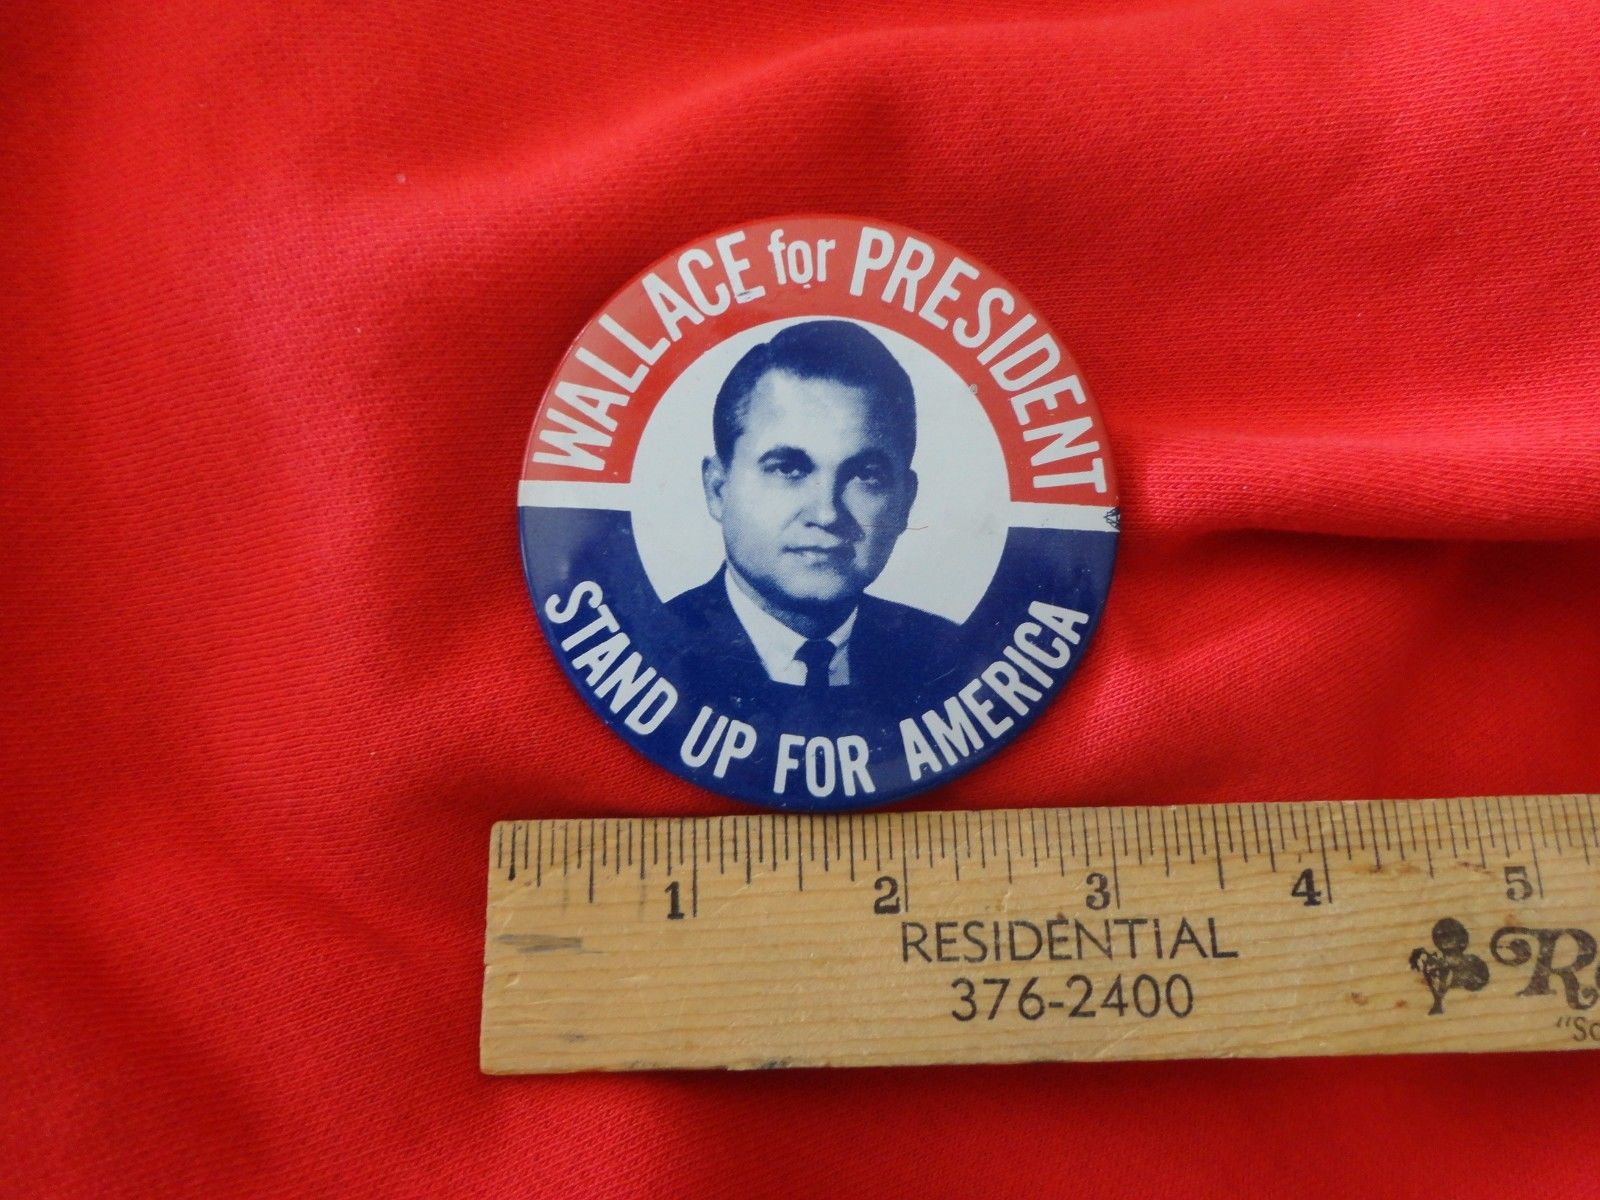 WALLACE for PRESIDENT
STAND UP FOR AMERICA
1 2 3 4 5
RESIDENTIAL
376-2400